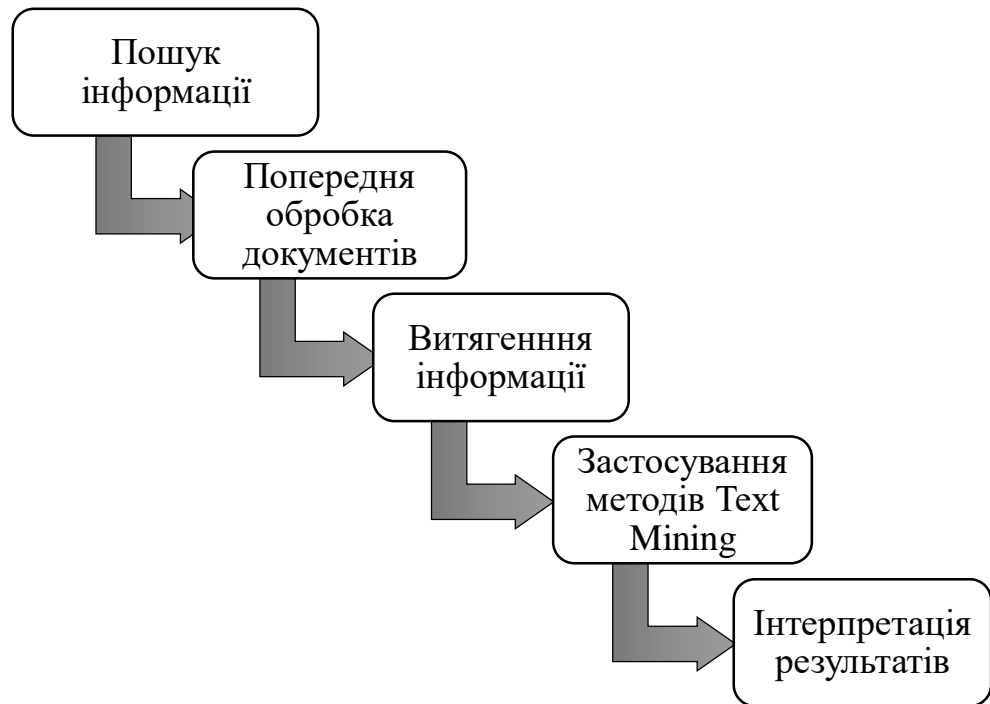 Пошук
інформації
Попередня
обробка
документів
Витягенння
інформації
Застосування
методів Text
Mining
Інтерпретація
результатів